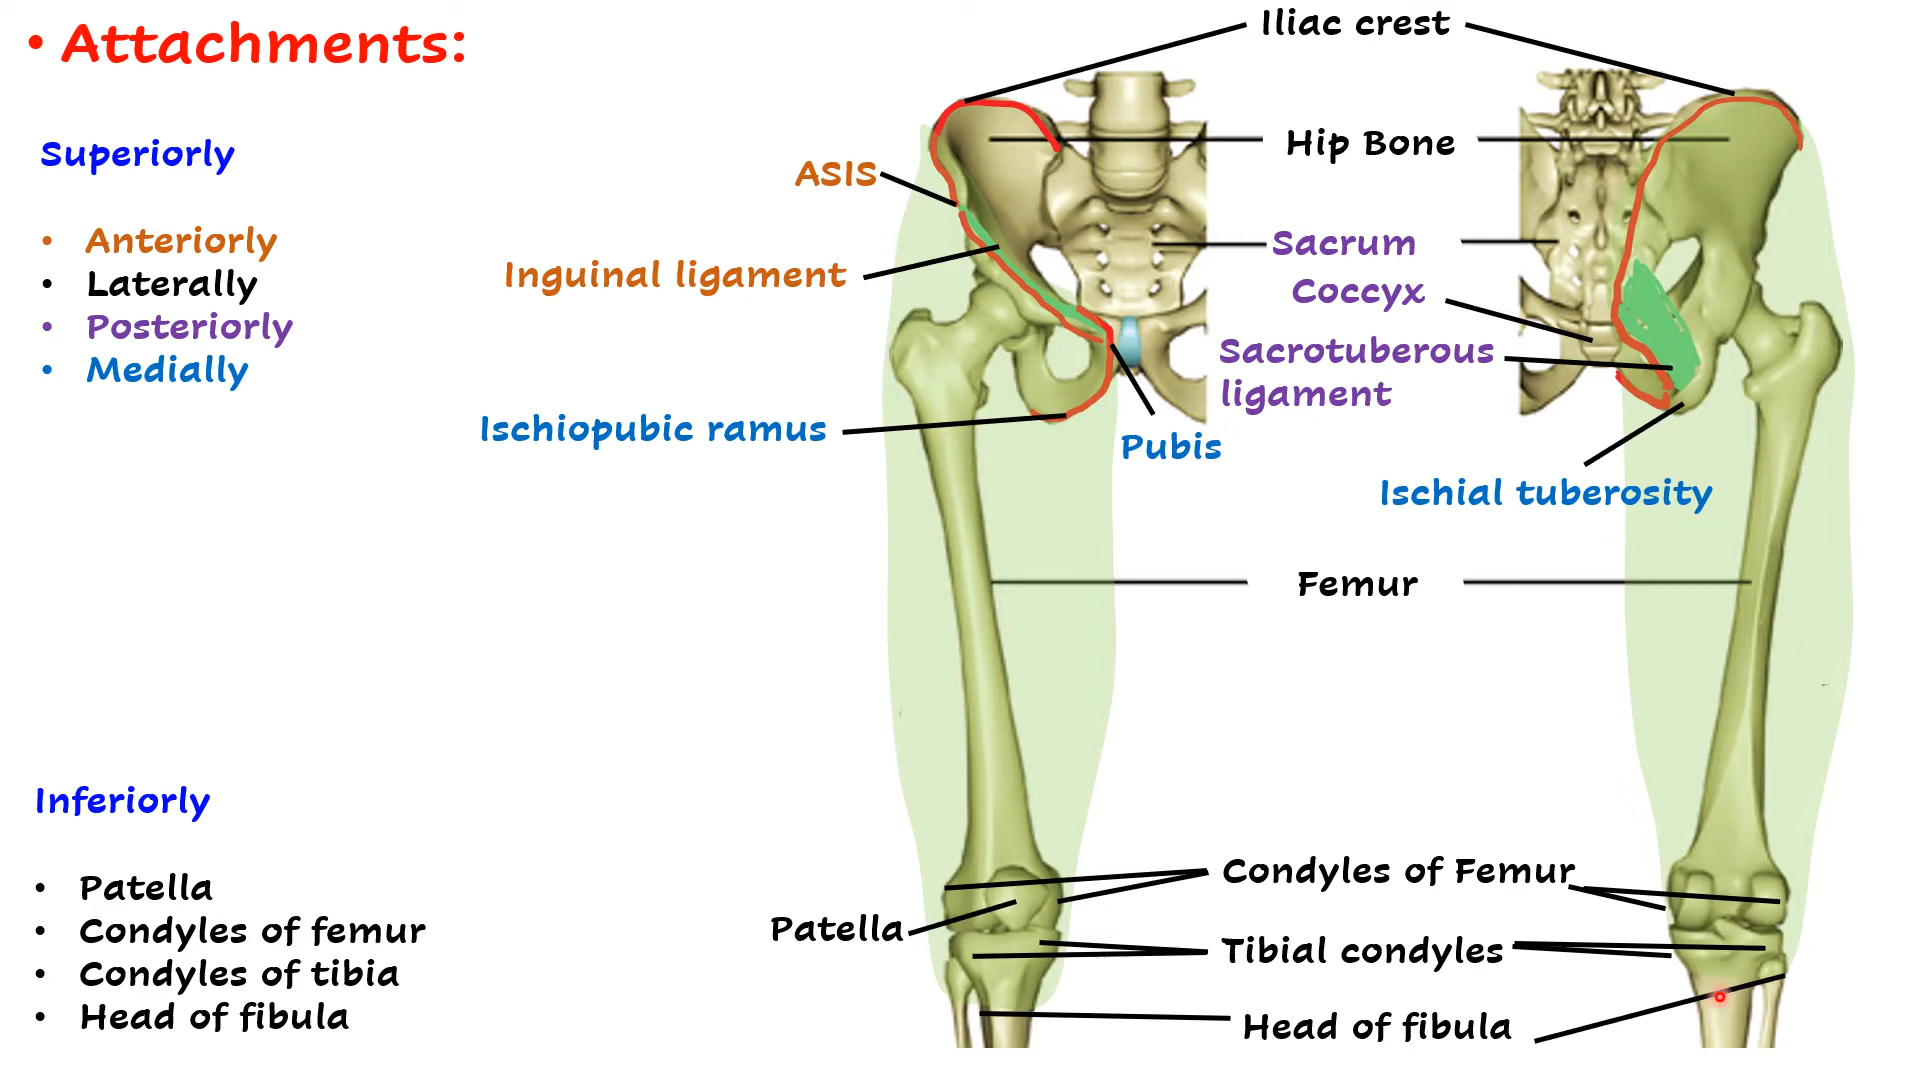 • Attachments:
Superiorly
• Anteriorly
• Laterally
• Posteriorly
• Medially
Inferiorly
• Patella
• Condyles of femur
• Condyles of tibia
• Head of fibula
Iliac crest
Hip Bone
ASIS
Inguinal ligament
Sacrum
Coccyx
Sacrotuberous
ligament
Ischiopubic ramus
Pubis
Ischial tuberosity
Femur
Condyles of Femur
Patella
Tibial condyles
Head of fibula